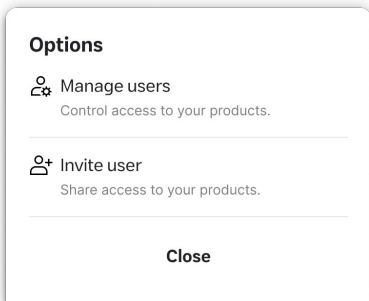 Options
Manage users
Control access to your products.
Invite user
Share access to your products.
Close